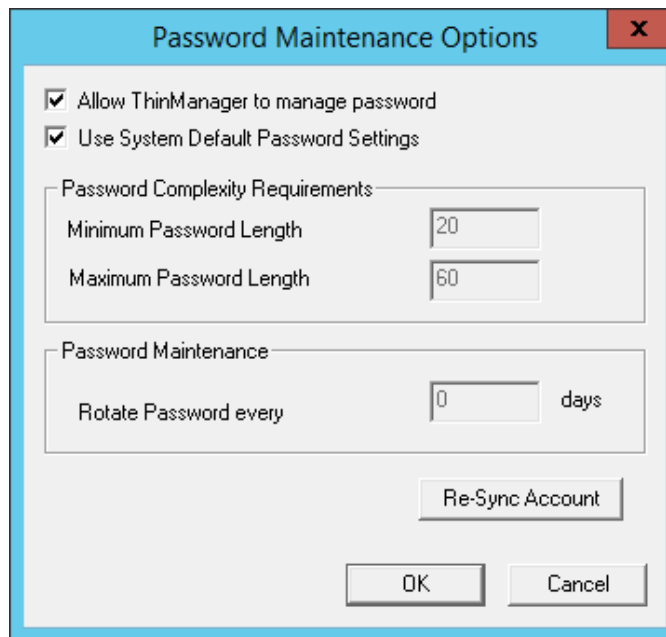 Password Maintenance Options
x
Allow ThinManager to manage password
Use System Default Password Settings
Password Complexity Requirements
Minimum Password Length 20
Maximum Password Length 60
Password Maintenance
Rotate Password every 0 days
Re-Sync Account
OK Cancel